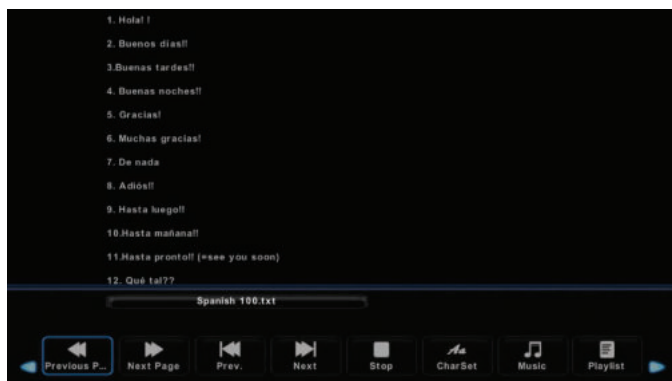 1. Hola! !
2. Buenos días!!
3.Buenas tardes!!
4. Buenas noches!!
5. Gracias!
6. Muchas gracias!
7. De nada
8. Adiós!!
9. Hasta luego!!
10.Hasta mañana!!
11.Hasta pronto!! (=see you soon)
12. Qué tal??
Spanish 100.txt
Previous P... Next Page Prev. Next Stop CharSet Music Playlist